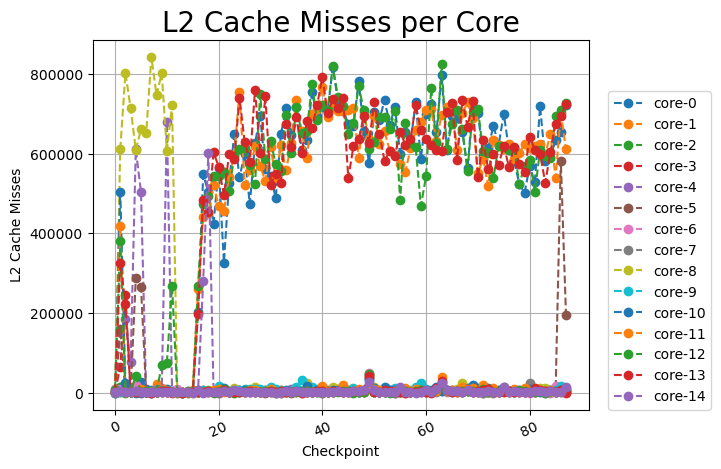 L2 Cache Misses per Core
L2 Cache Misses
800000
600000
400000
200000
0
0
20
40
60
80
Checkpoint
core-0
core-1
core-2
core-3
core-4
core-5
core-6
core-7
core-8
core-9
core-10
core-11
core-12
core-13
core-14